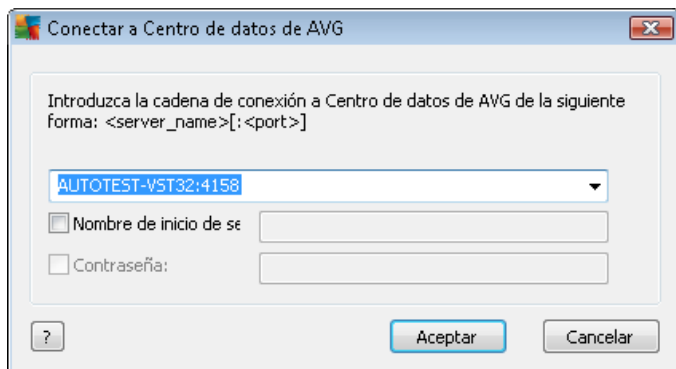 Conectar a Centro de datos de AVG
Introduzca la cadena de conexión a Centro de datos de AVG de la siguiente
forma: <server_name>[:<port>]
AUTOTEST-VST32:4158
Nombre de inicio de se
Contraseña:
?
Aceptar
Cancelar